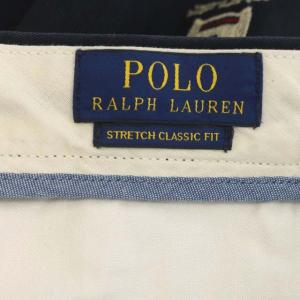 POLO
RALPH LAUREN
STRETCH CLASSIC FIT